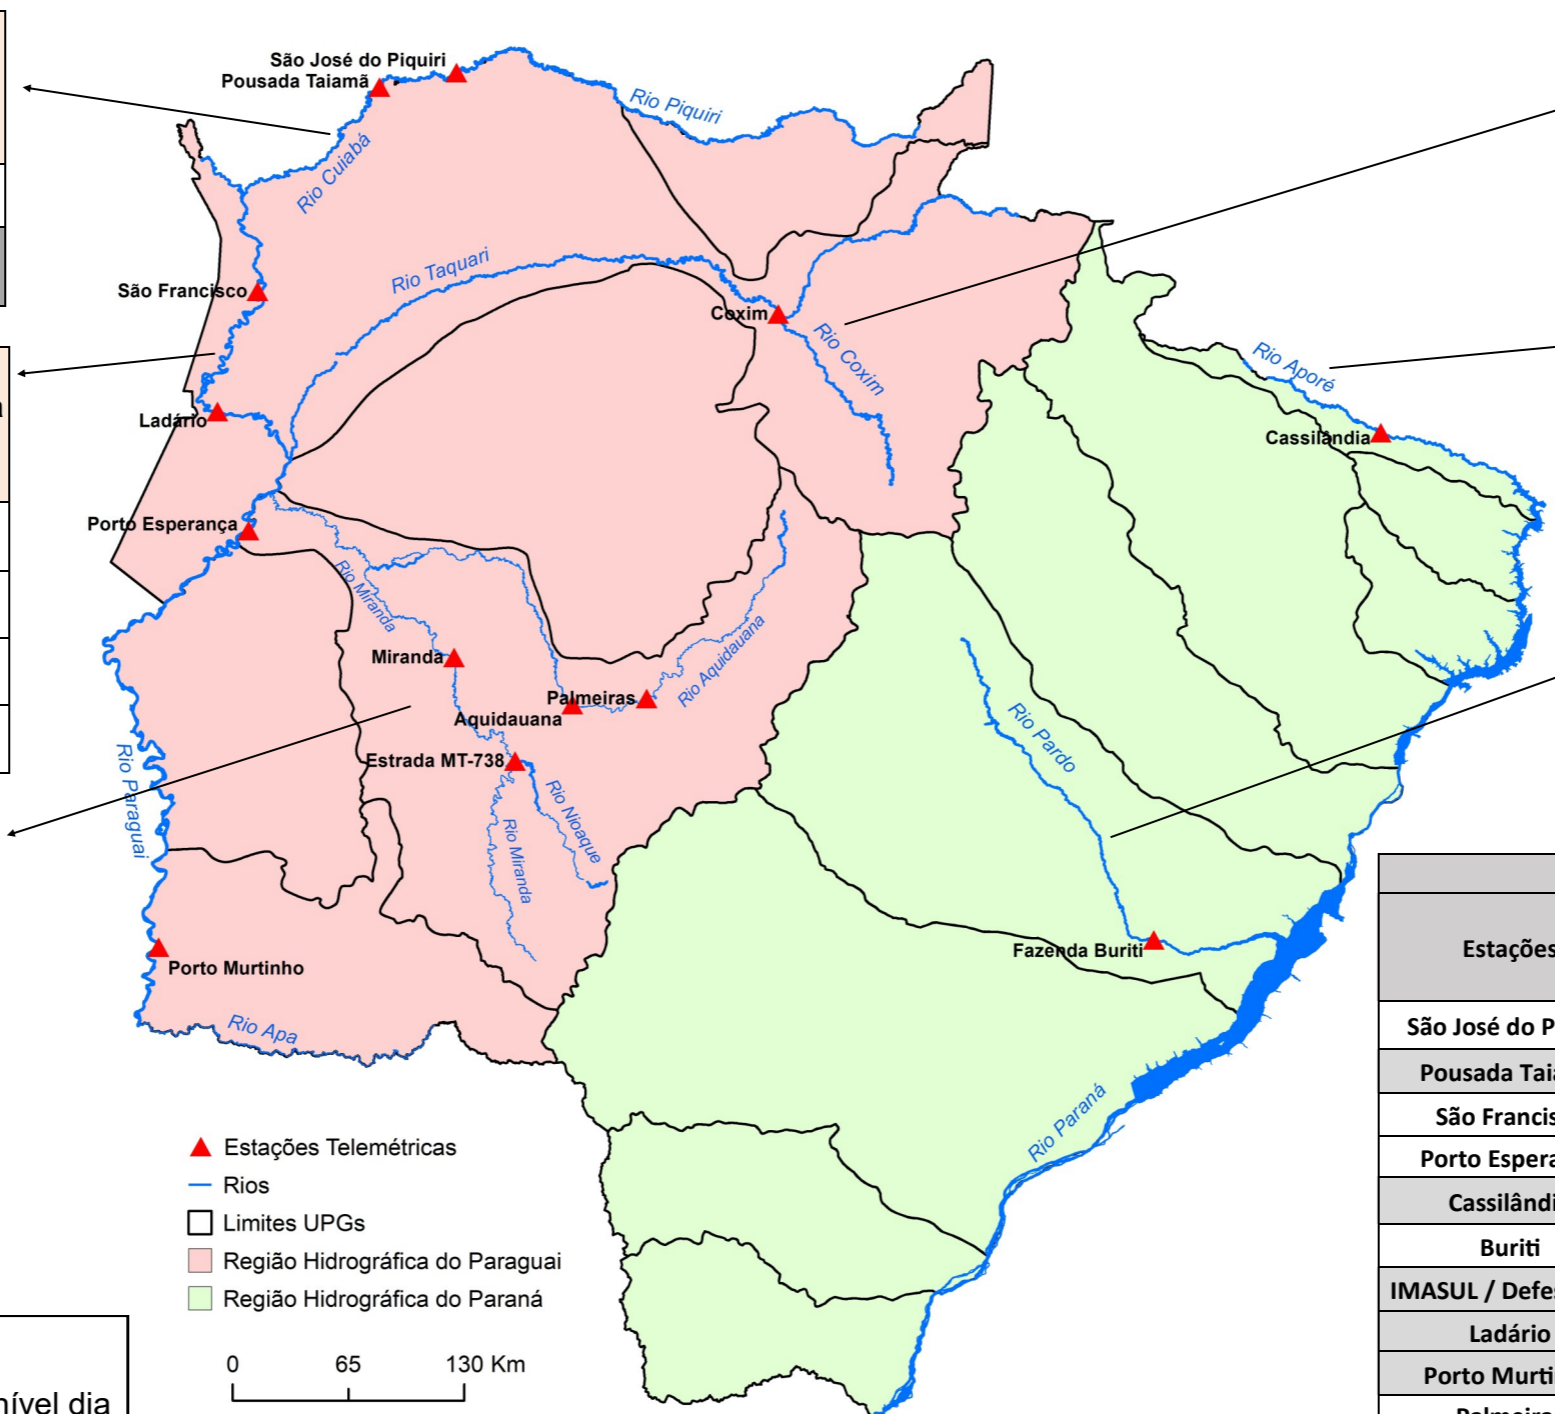 São José do Piquiri
Pousada Taiamã
Rio Piquiri
Rio Cuiabá
São Francisco
Rio Taquari
Coxim
Rio Coxim
Rio Aporé
Ladário
Cassilândia
Porto Esperança
Rio Miranda
Miranda
Rio Aquidauana
Palmeiras
Aquidauana
Rio Pardo
Estrada MT-738
Rio Paraguai
Rio Nioaque
Rio Miranda
Fazenda Buriti
Porto Murtinho
Rio Apa
Rio Paraná
Estações Telemétricas
Rios
Limites UPGs
Região Hidrográfica do Paraguai
Região Hidrográfica do Paraná
0 65 130 Km
nível dia
Estações
São José do P
Pousada Taia
São Francis
Porto Espera
Cassilândi
Buriti
IMASUL / Defes
Ladário
Porto Murti
Palmeira